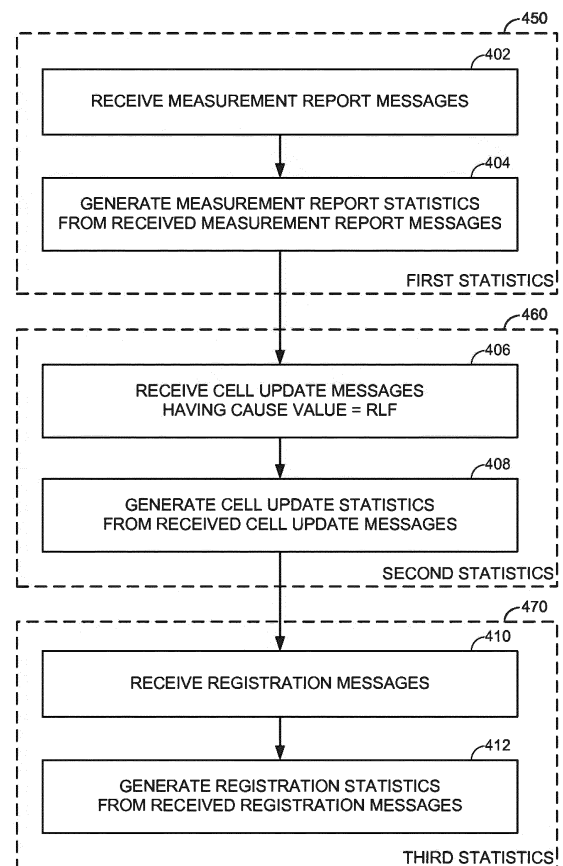 450
402
RECEIVE MEASUREMENT REPORT MESSAGES
404
GENERATE MEASUREMENT REPORT STATISTICS
FROM RECEIVED MEASUREMENT REPORT MESSAGES
FIRST STATISTICS
460
406
RECEIVE CELL UPDATE MESSAGES
HAVING CAUSE VALUE = RLF
408
GENERATE CELL UPDATE STATISTICS
FROM RECEIVED CELL UPDATE MESSAGES
SECOND STATISTICS
470
410
RECEIVE REGISTRATION MESSAGES
412
GENERATE REGISTRATION STATISTICS
FROM RECEIVED REGISTRATION MESSAGES
THIRD STATISTICS